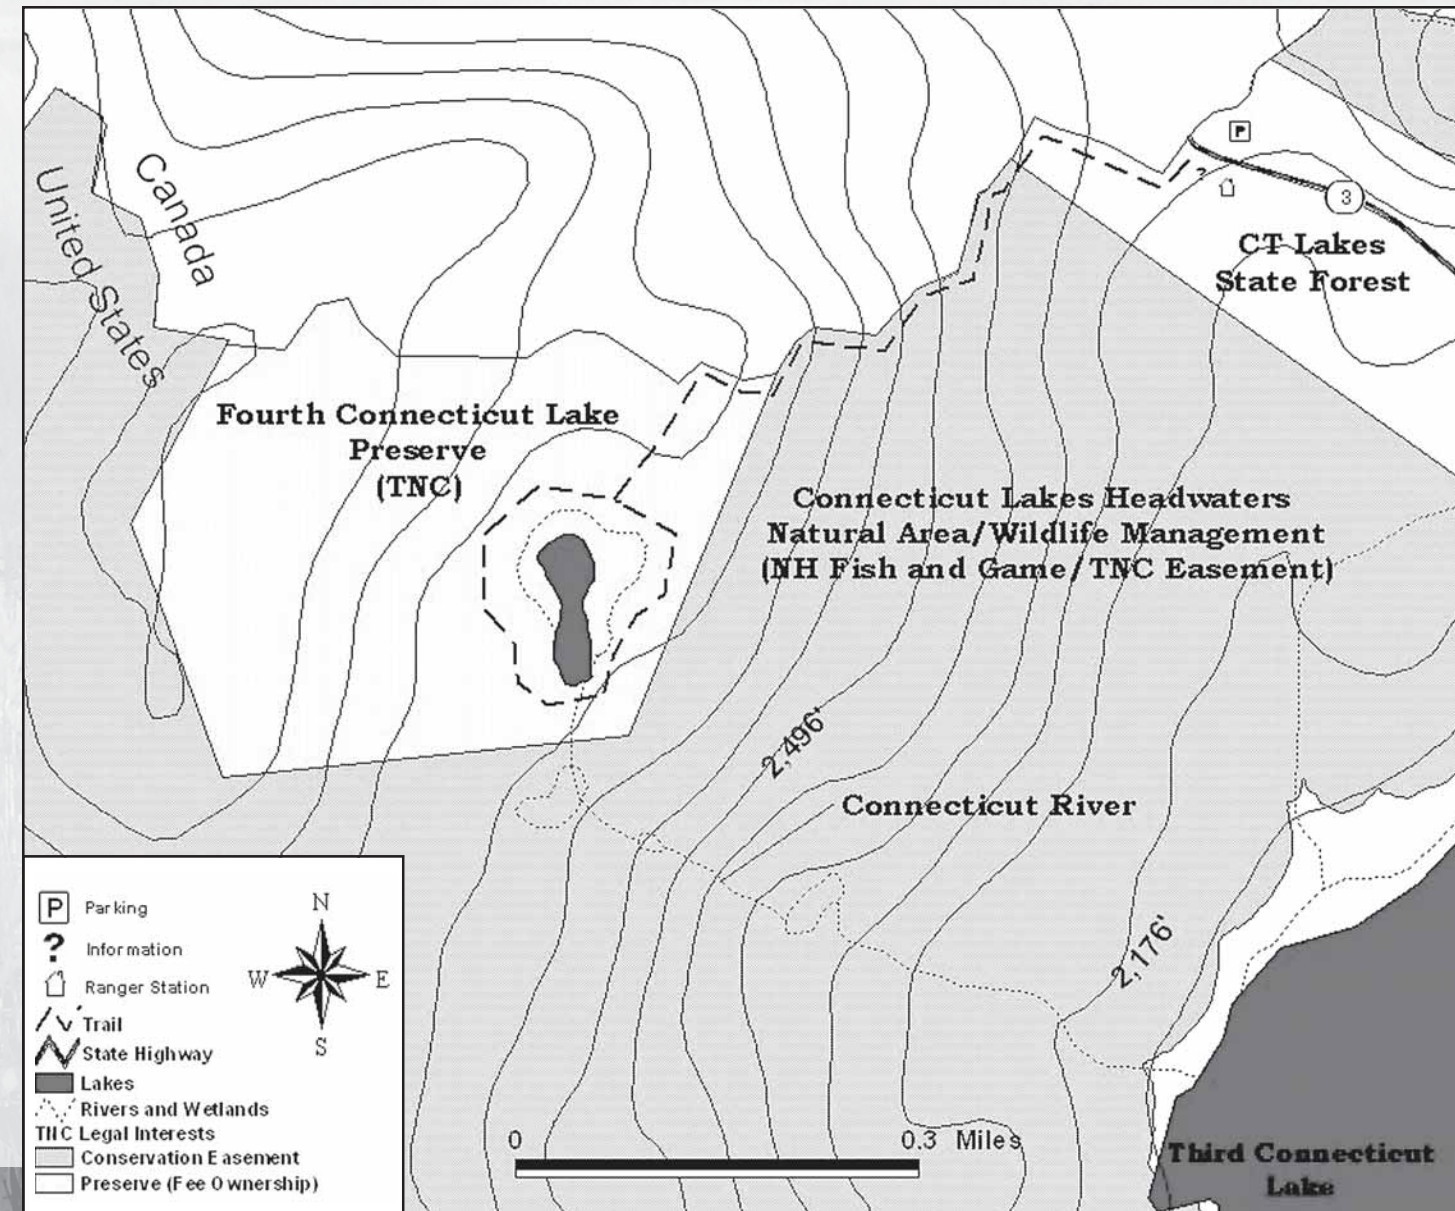 Canada
United States
P
?
3
CT Lakes
State Forest
Fourth Connecticut Lake
Preserve
(TNC)
Connecticut Lakes Headwaters
Natural Area/Wildlife Management
(NH Fish and Game/TNC Easement)
2,496'
Connecticut River
2,176'
P Parking
? Information
Ranger Station
Trail
State Highway
Lakes
Rivers and Wetlands
TNC Legal Interests
Conservation Easement
Preserve (Fee Ownership)
N
W E
S
0 0.3 Miles
Third Connecticut
Lake